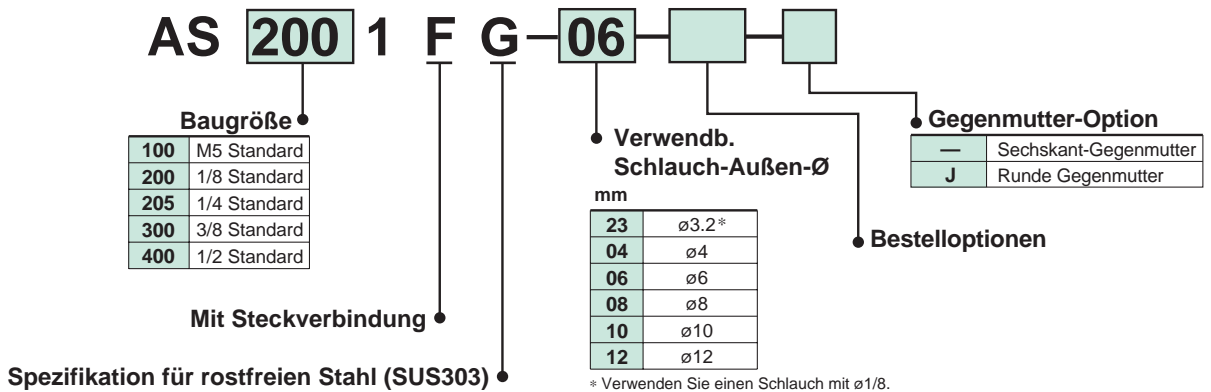 AS 200 1 F G-06-
Baugröße
100 M5 Standard
200 1/8 Standard
205 1/4 Standard
300 3/8 Standard
400 1/2 Standard
Mit Steckverbindung
Spezifikation für rostfreien Stahl (SUS303)
Verwendb.
Schlauch-Außen-Ø
mm
23 ø3.2*
04 ø4
06 ø6
08 ø8
10 ø10
12 ø12
* Verwenden Sie einen Schlauch mit ø1/8.
Bestelloptionen
Gegenmutter-Option
— Sechskant-Gegenmutter
J Runde Gegenmutter